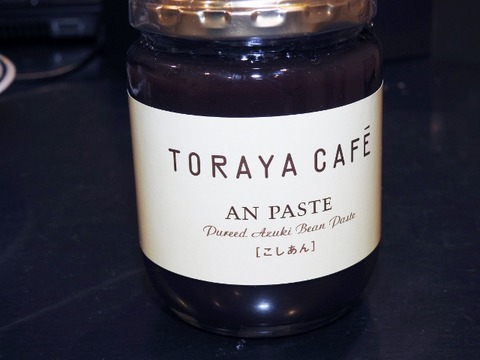 TORAYA CAFÉ
AN PASTE
Pureed Azuki Bean Paste
[こしあん]